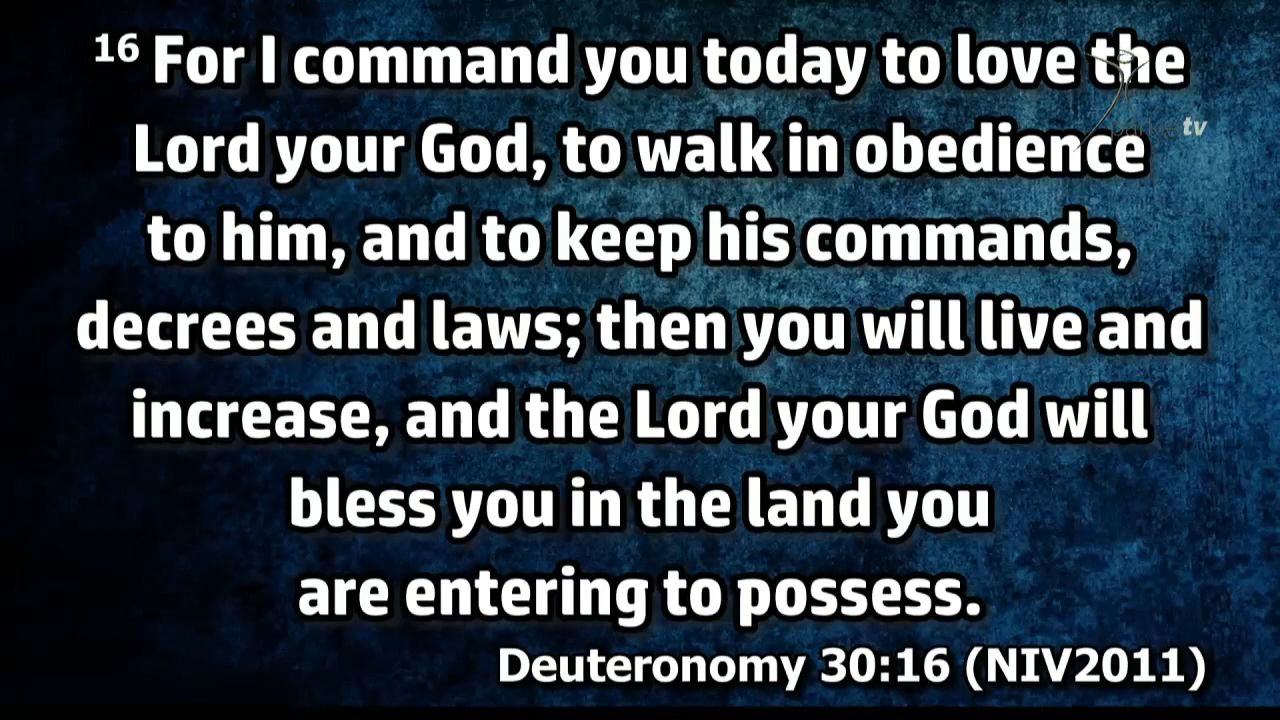 16 For I command you today to love the
Lord your God, to walk in obedience
to him, and to keep his commands,
decrees and laws; then you will live and
increase, and the Lord your God will
bless you in the land you
are entering to possess.
Deuteronomy 30:16 (NIV2011)
tv